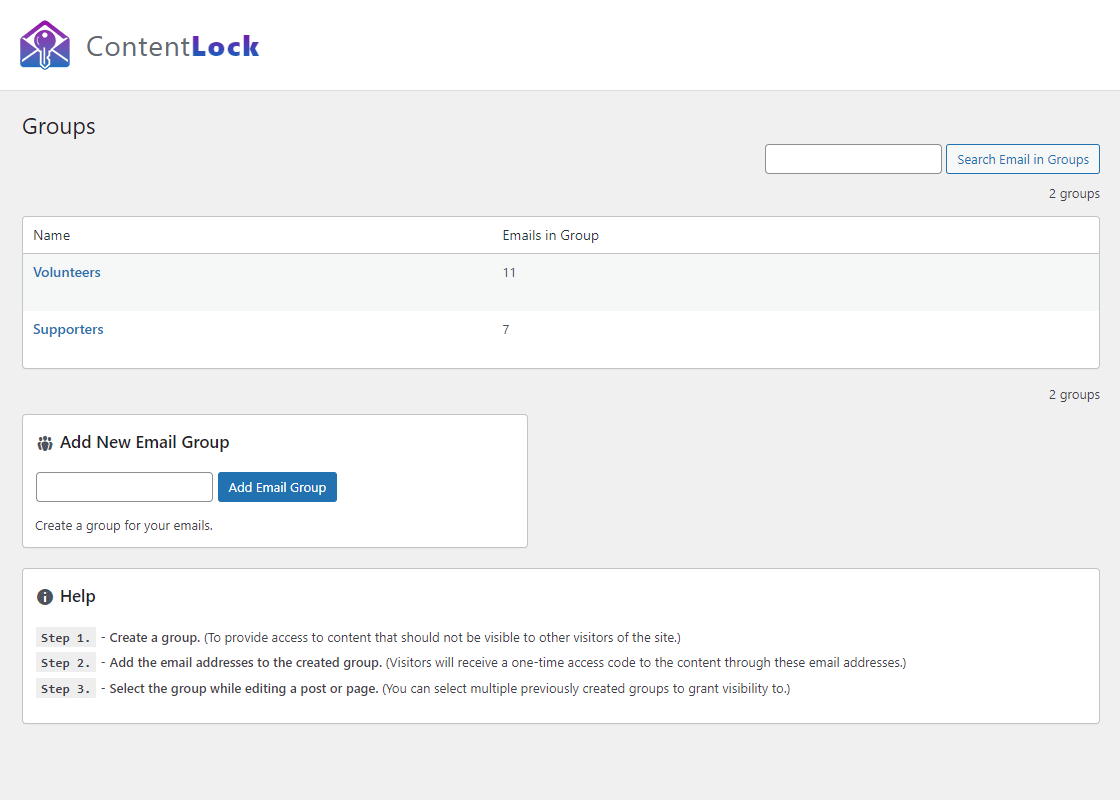 ContentLock
Groups
Search Email in Groups
2 groups
Name Emails in Group
Volunteers 11
Supporters 7
2 groups
Add New Email Group
Add Email Group
Create a group for your emails.
Help
Step 1. - Create a group. (To provide access to content that should not be visible to other visitors of the site.)
Step 2. - Add the email addresses to the created group. (Visitors will receive a one-time access code to the content through these email addresses.)
Step 3. - Select the group while editing a post or page. (You can select multiple previously created groups to grant visibility to.)